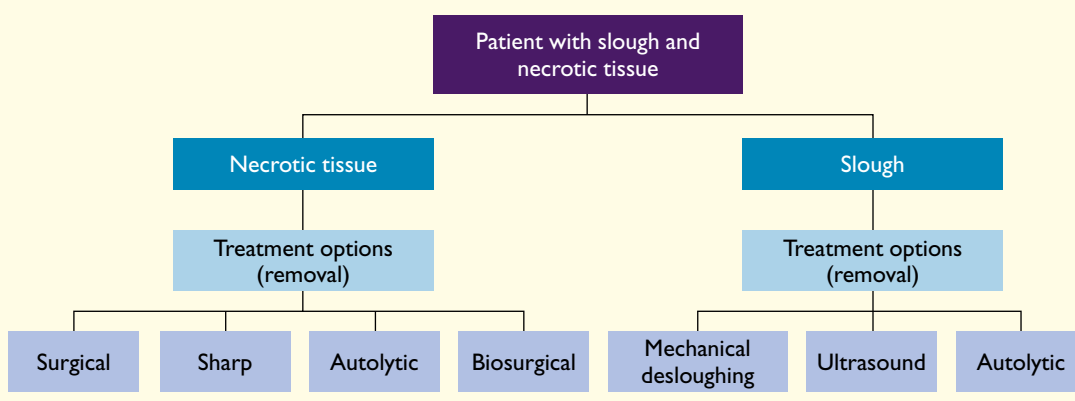 Patient with slough and
necrotic tissue
Necrotic tissue
Slough
Treatment options
(removal)
Treatment options
(removal)
Surgical
Sharp
Autolytic
Biosurgical
Mechanical
desloughing
Ultrasound
Autolytic